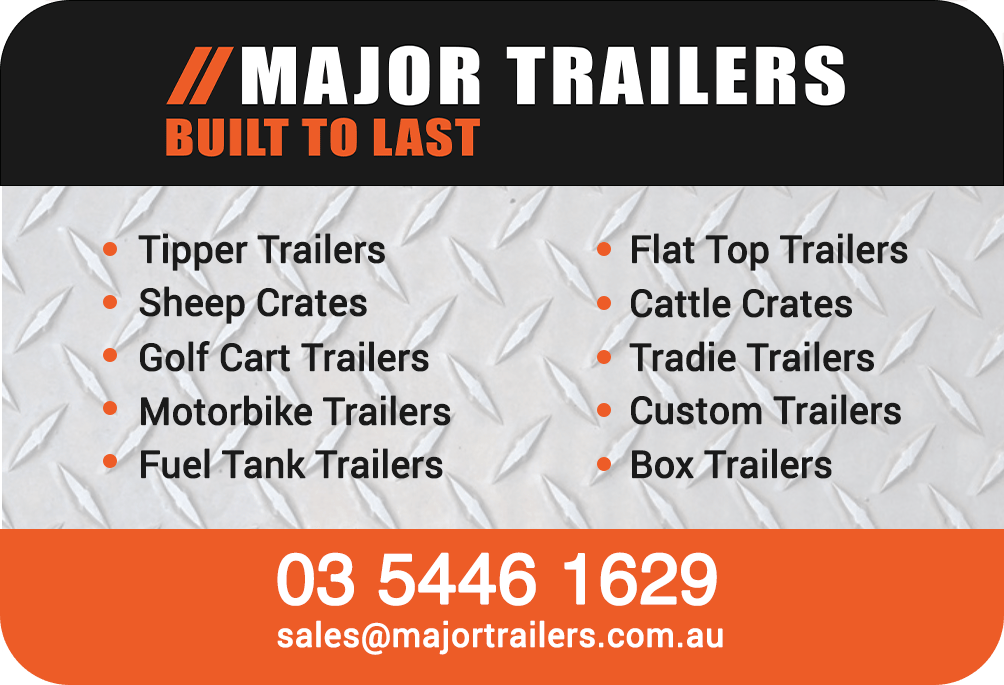 //MAJOR TRAILERS
BUILT TO LAST
• Tipper Trailers
• Sheep Crates
• Golf Cart Trailers
• Motorbike Trailers
• Fuel Tank Trailers
• Flat Top Trailers
• Cattle Crates
• Tradie Trailers
• Custom Trailers
• Box Trailers
03 5446 1629
sales@majortrailers.com.au